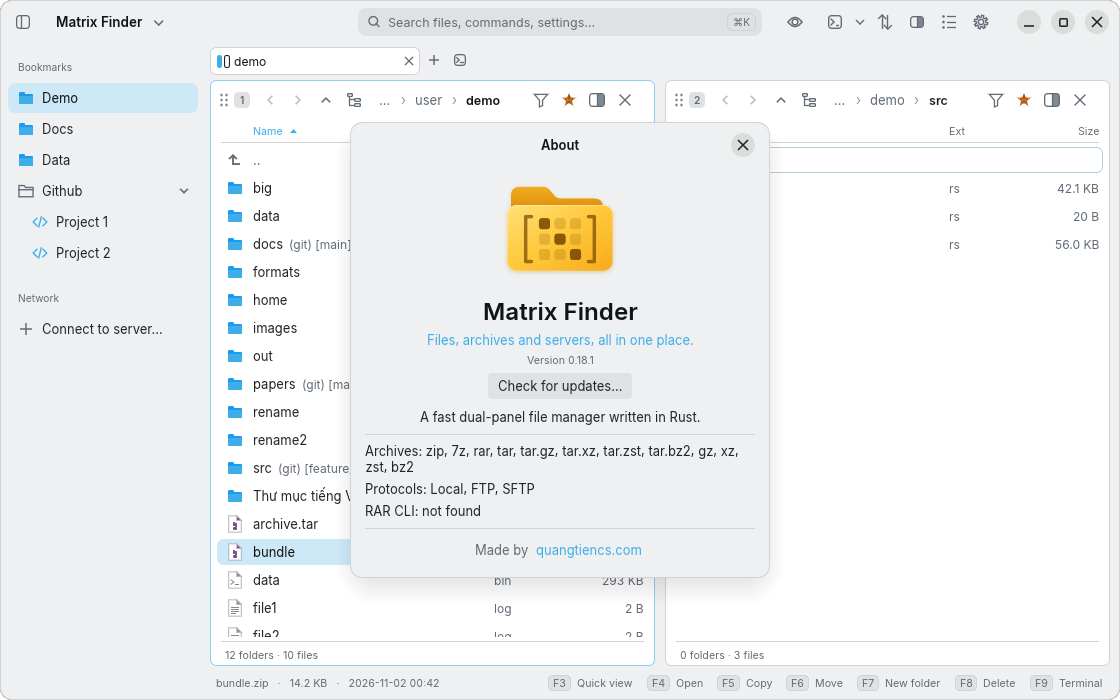 Matrix Finder
Search files, commands, settings...
⌘K
Bookmarks
Demo
Docs
Data
Github
Project 1
Project 2
Network
Connect to server...
demo
1
... › user › demo
Name
..
big
data
docs (git) [main]
formats
home
images
out
papers (git) [ma
rename
rename2
src (git) [feature
Thư mục tiếng V
archive.tar
bundle
data bin 293 KB
file1 log 2 B
file2 log 2 B
12 folders · 10 files
2
... › demo › src
Ext Size
rs 42.1 KB
rs 20 B
rs 56.0 KB
0 folders · 3 files
About
Matrix Finder
Files, archives and servers, all in one place.
Version 0.18.1
Check for updates...
A fast dual-panel file manager written in Rust.
Archives: zip, 7z, rar, tar, tar.gz, tar.xz, tar.zst, tar.bz2, gz, xz,
zst, bz2
Protocols: Local, FTP, SFTP
RAR CLI: not found
Made by quangtiencs.com
bundle.zip · 14.2 KB · 2026-11-02 00:42
F3 Quick view F4 Open F5 Copy F6 Move F7 New folder F8 Delete F9 Terminal